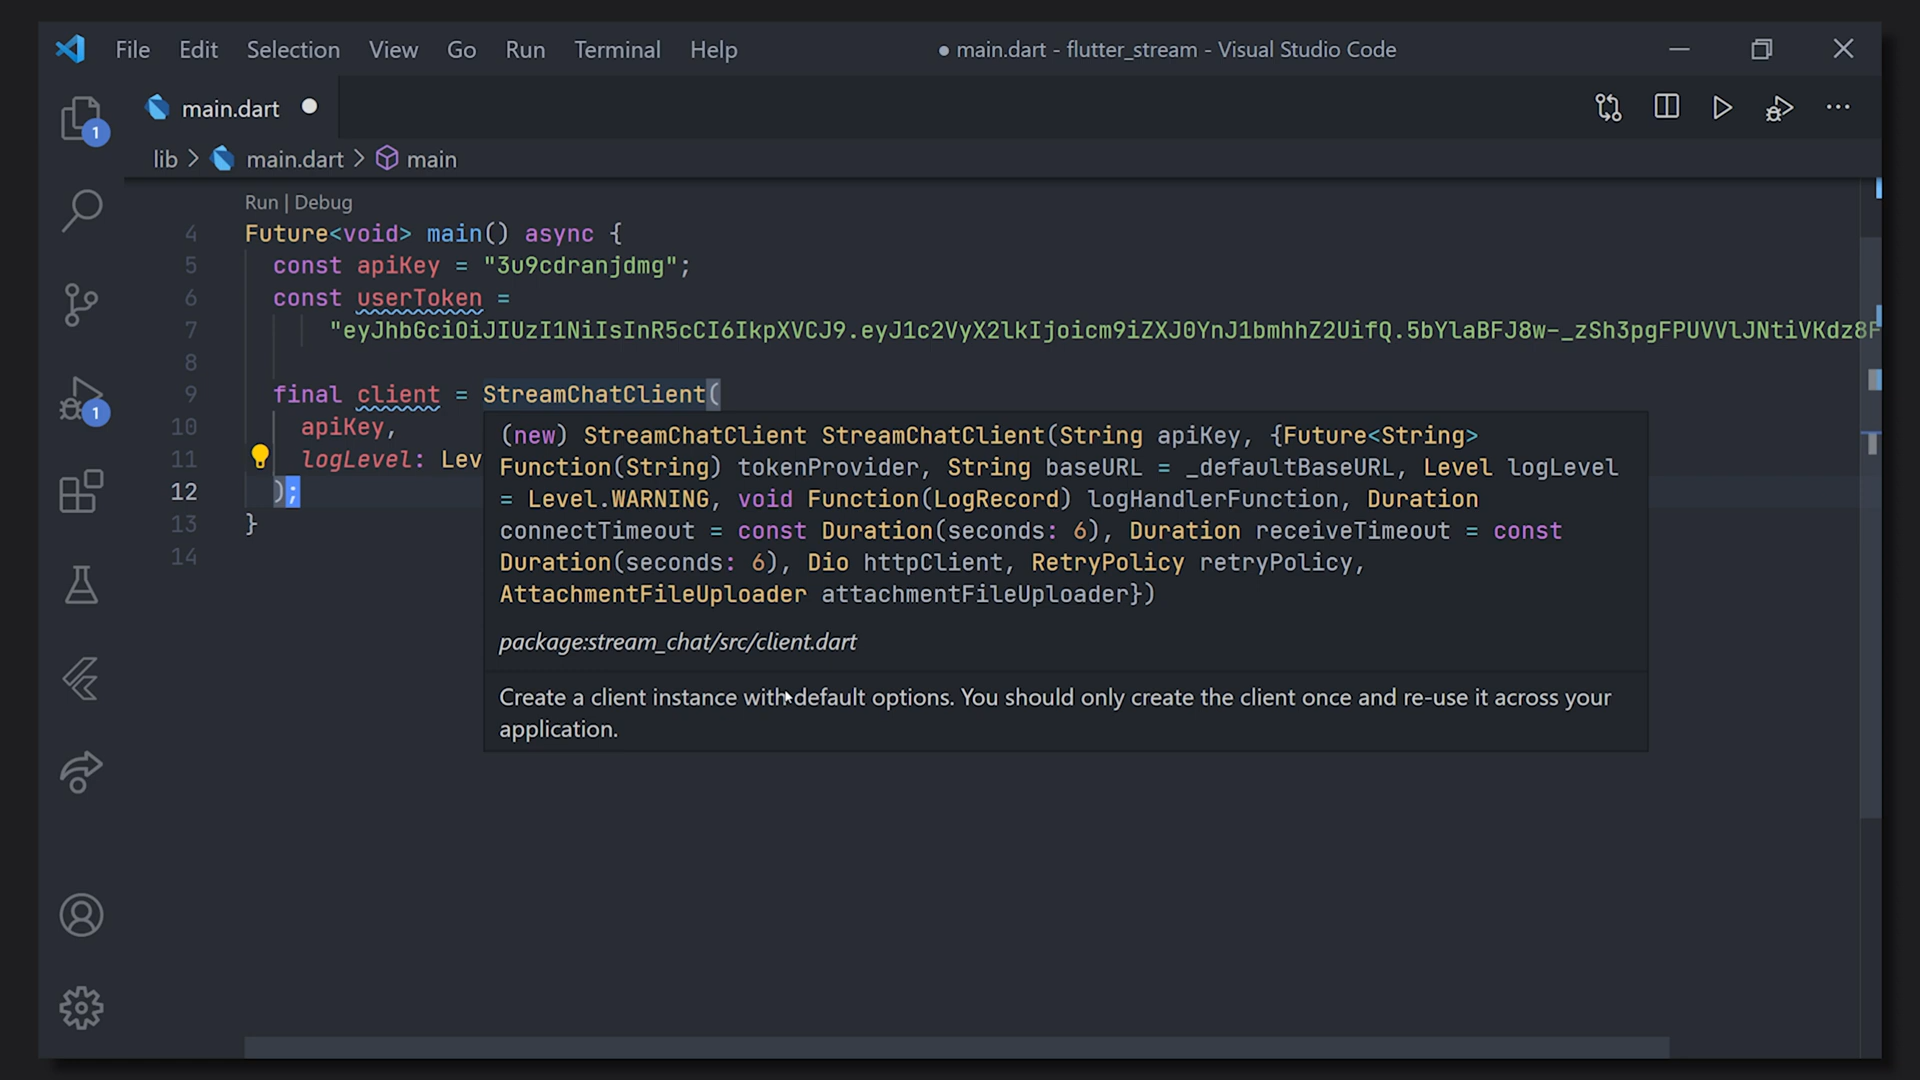 File Edit Selection View Go Run Terminal Help
● main.dart - flutter_stream - Visual Studio Code
main.dart
lib > main.dart > main
1
Run | Debug
4 Future<void> main() async {
5 const apiKey = "3u9cdranjdmg";
6 const userToken =
7 "eyJhbGciOiJIUzI1NiIsInR5cCI6IkpXVCJ9.eyJ1c2VyX2lkIjoicm9iZXJ0YnJ1bmhhZ2UifQ.5bYlaBFJ8w-_zSh3pgFPUVVlJNtiVKdz8F
8
9 final client = StreamChatClient(
10 apiKey,
11 logLevel: Lev
12 );
13 }
14
1
(new) StreamChatClient StreamChatClient(String apiKey, {Future<String>
Function(String) tokenProvider, String baseURL = _defaultBaseURL, Level logLevel
= Level.WARNING, void Function(LogRecord) logHandlerFunction, Duration
connectTimeout = const Duration(seconds: 6), Duration receiveTimeout = const
Duration(seconds: 6), Dio httpClient, RetryPolicy retryPolicy,
AttachmentFileUploader attachmentFileUploader})
package:stream_chat/src/client.dart
Create a client instance with default options. You should only create the client once and re-use it across your
application.